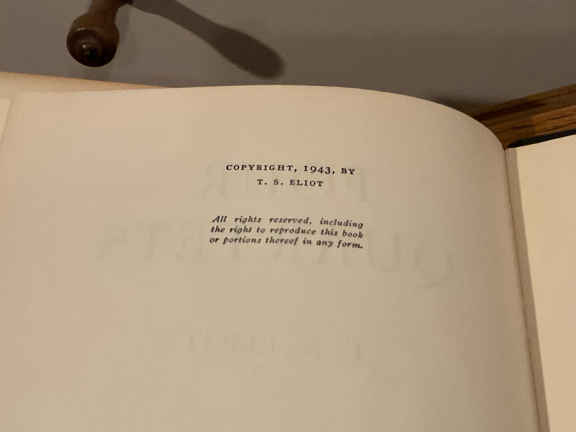 COPYRIGHT, 1943, BY
T. S. ELIOT
All rights reserved, including
the right to reproduce this book
or portions thereof in any form.